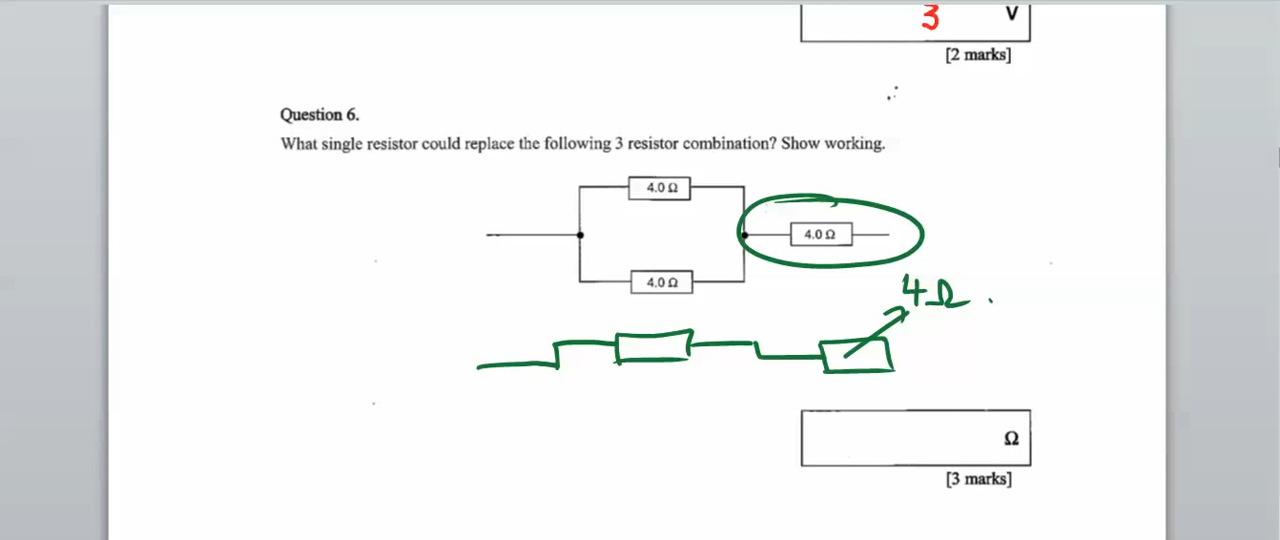 3 V
[2 marks]
Question 6.
What single resistor could replace the following 3 resistor combination? Show working.
4.0 Ω
4.0 Ω
4.0 Ω
4Ω .
Ω
[3 marks]